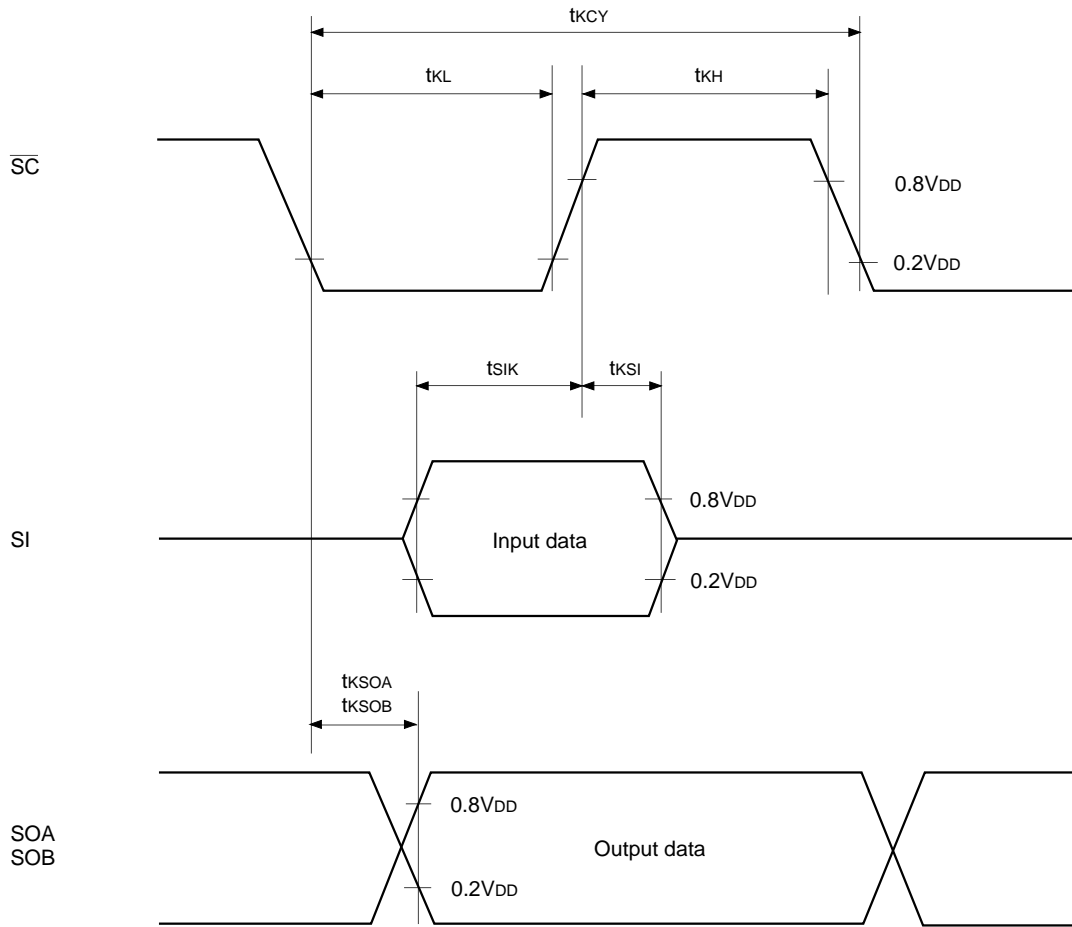 tKCY
tKL
tKH
SC
0.8VDD
0.2VDD
tSIK
tKSI
0.8VDD
SI
Input data
0.2VDD
tKSOA
tKSOB
0.8VDD
SOA
SOB
Output data
0.2VDD